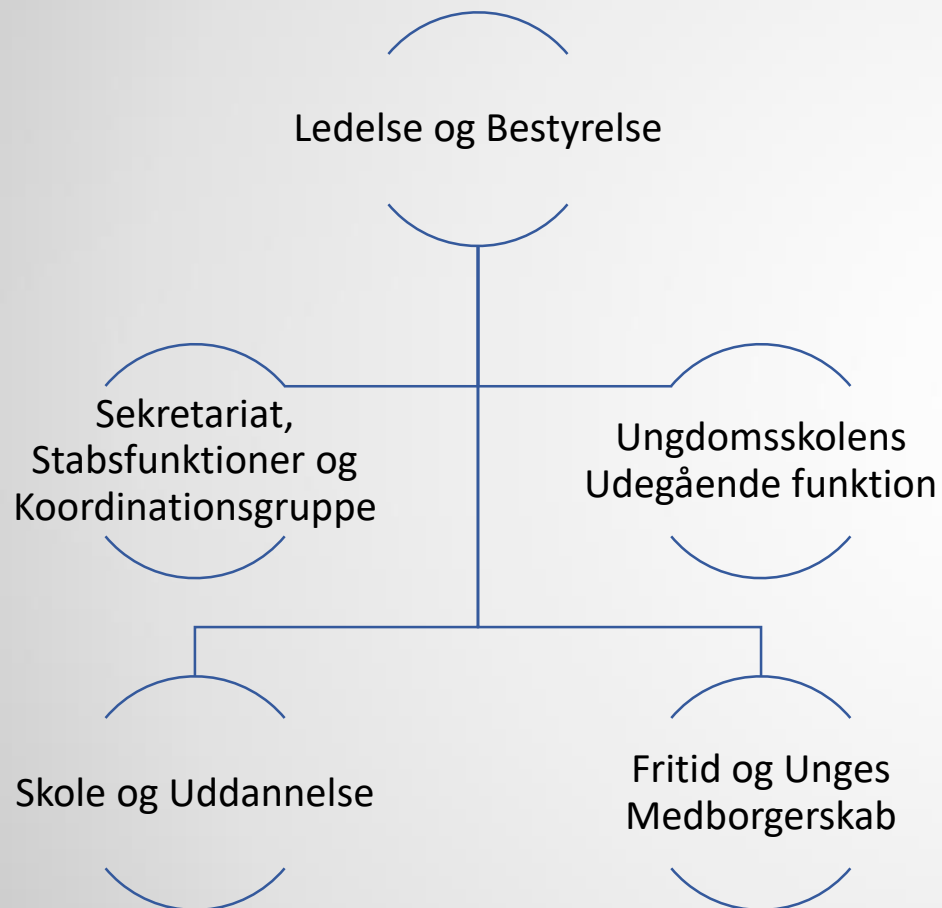 Ledelse og Bestyrelse
Sekretariat,
Stabsfunktioner og
Koordinationsgruppe
Ungdomsskolens
Udegående funktion
Skole og Uddannelse
Fritid og Unges
Medborgerskab